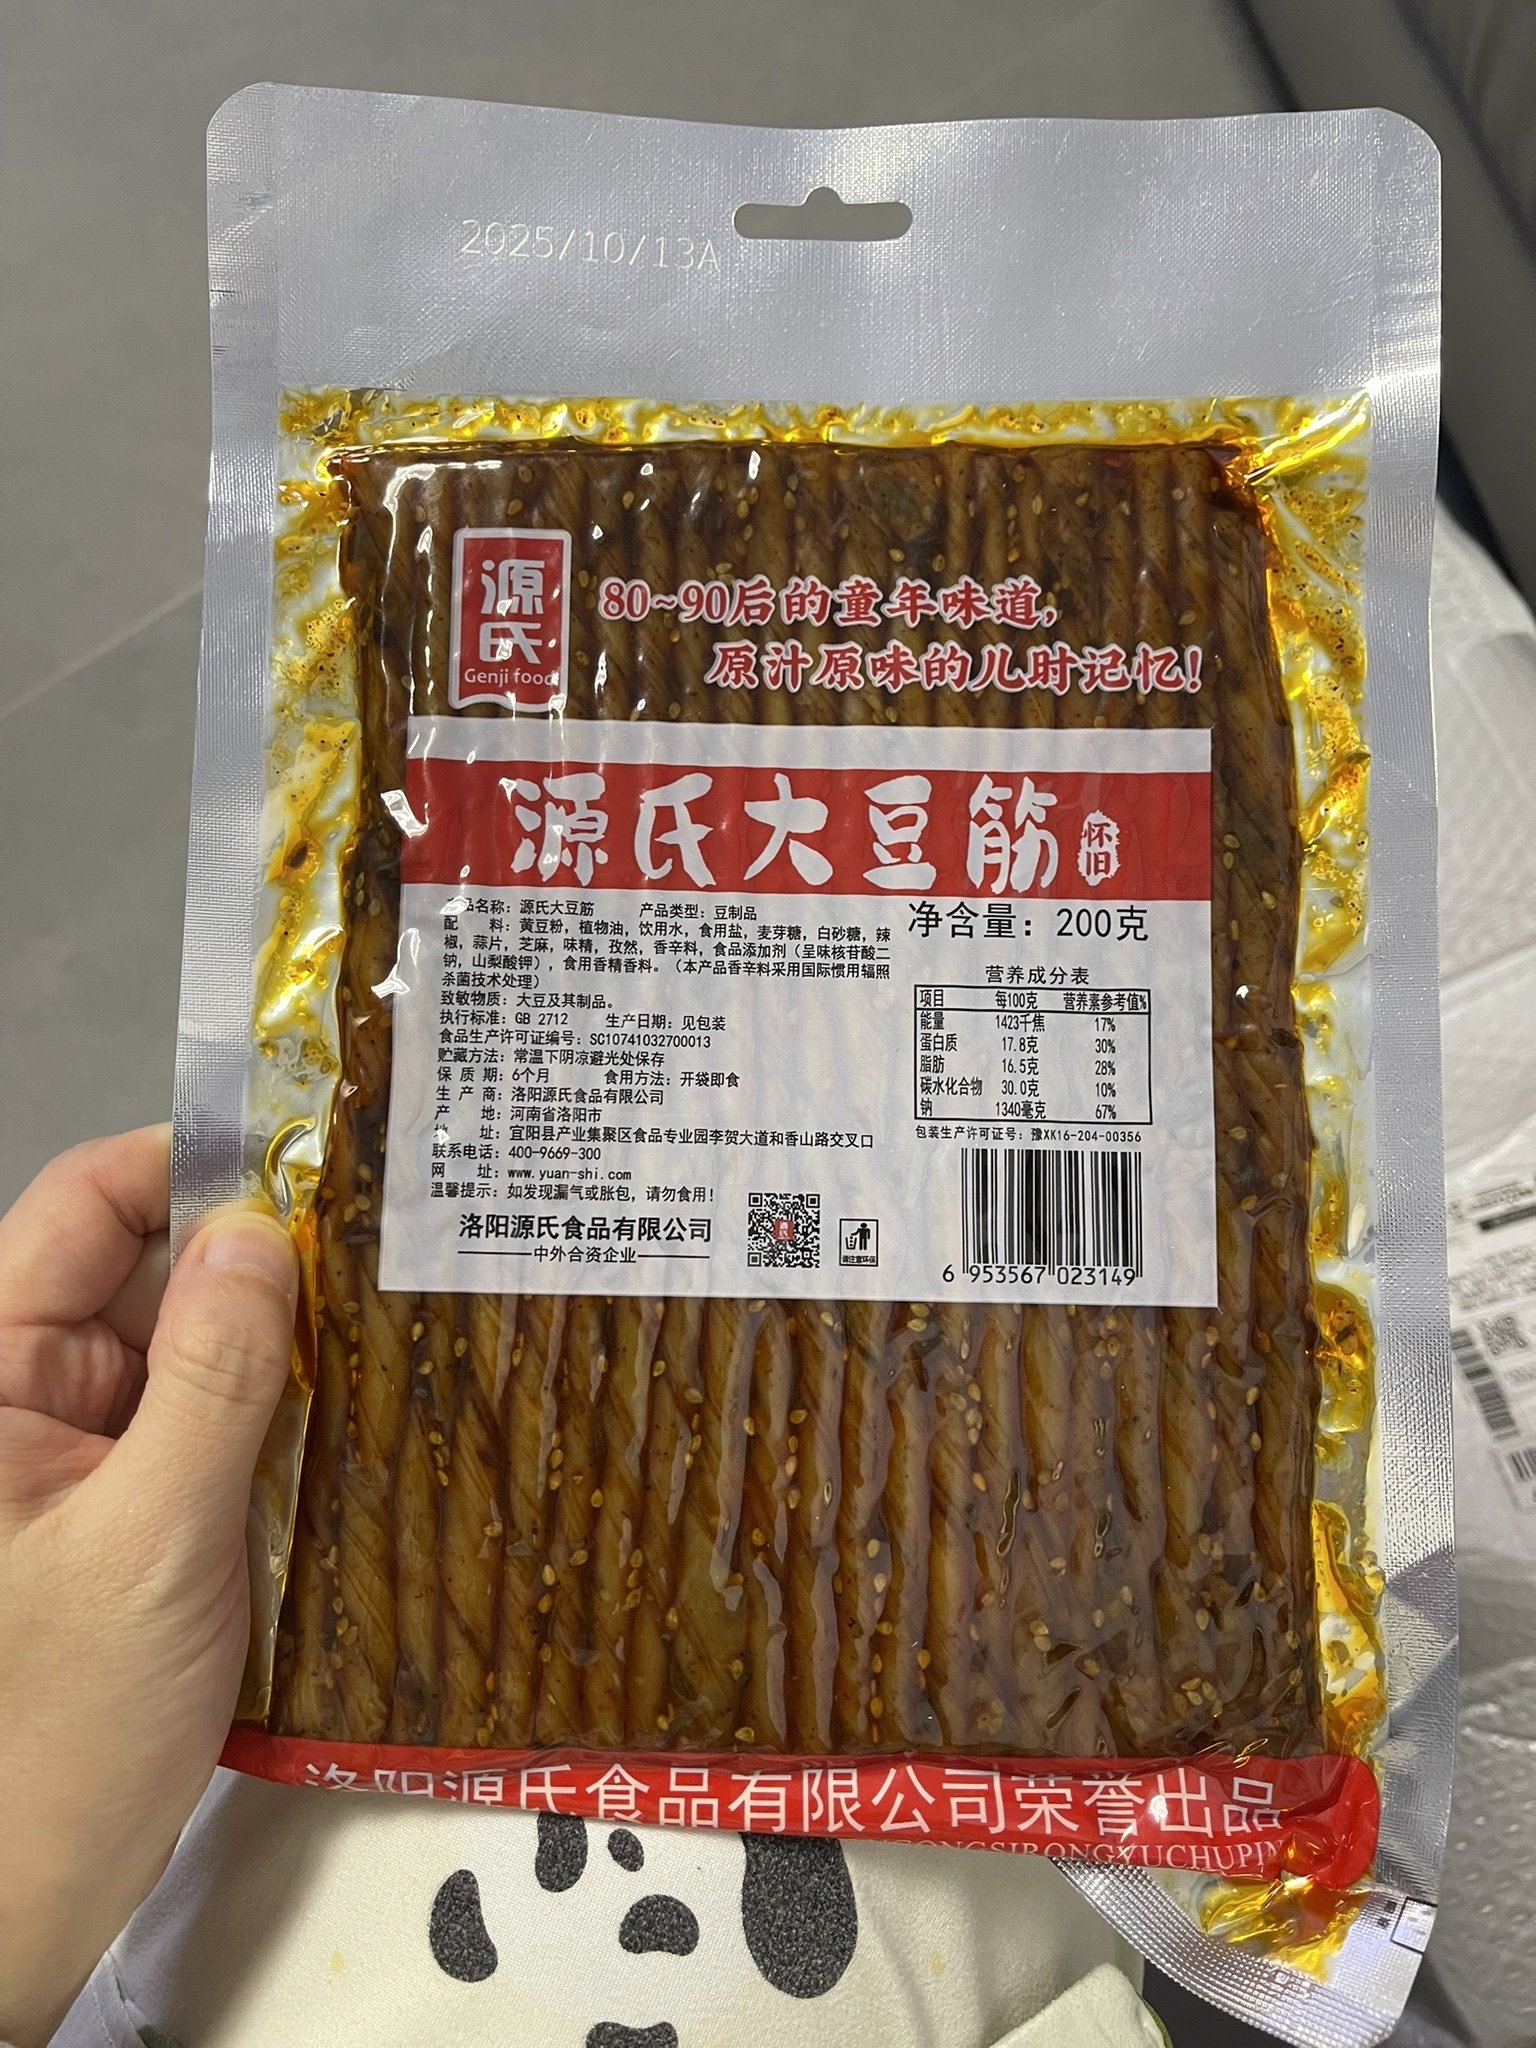 2025/10/13A
源氏
Genji food
80~90后的童年味道，
原汁原味的儿时记忆！
源氏大豆筋
怀旧
品名称：源氏大豆筋 产品类型：豆制品
配 料：黄豆粉，植物油，饮用水，食用盐，麦芽糖，白砂糖，辣
椒，蒜片，芝麻，味精，孜然，香辛料，食品添加剂（呈味核苷酸二
钠，山梨酸钾），食用香精香料。（本产品香辛料采用国际惯用辐照
杀菌技术处理）
致敏物质：大豆及其制品。
执行标准：GB 2712 生产日期：见包装
食品生产许可证编号：SC10741032700013
贮藏方法：常温下阴凉避光处保存
保 质 期：6个月 食用方法：开袋即食
生 产 商：洛阳源氏食品有限公司
产 地：河南省洛阳市
地 址：宜阳县产业集聚区食品专业园李贺大道和香山路交叉口
联系电话：400-9669-300
网 址：www.yuan-shi.com
温馨提示：如发现漏气或胀包，请勿食用！
洛阳源氏食品有限公司
中外合资企业
请注意环保
净含量：200克
营养成分表
项目 每100克 营养素参考值%
能量 1423千焦 17%
蛋白质 17.8克 30%
脂肪 16.5克 28%
碳水化合物 30.0克 10%
钠 1340毫克 67%
包装生产许可证号：豫XK16-204-00356
6 953567 023149
洛阳源氏食品有限公司荣誉出品
GONGSIRONGYUCHUPIN